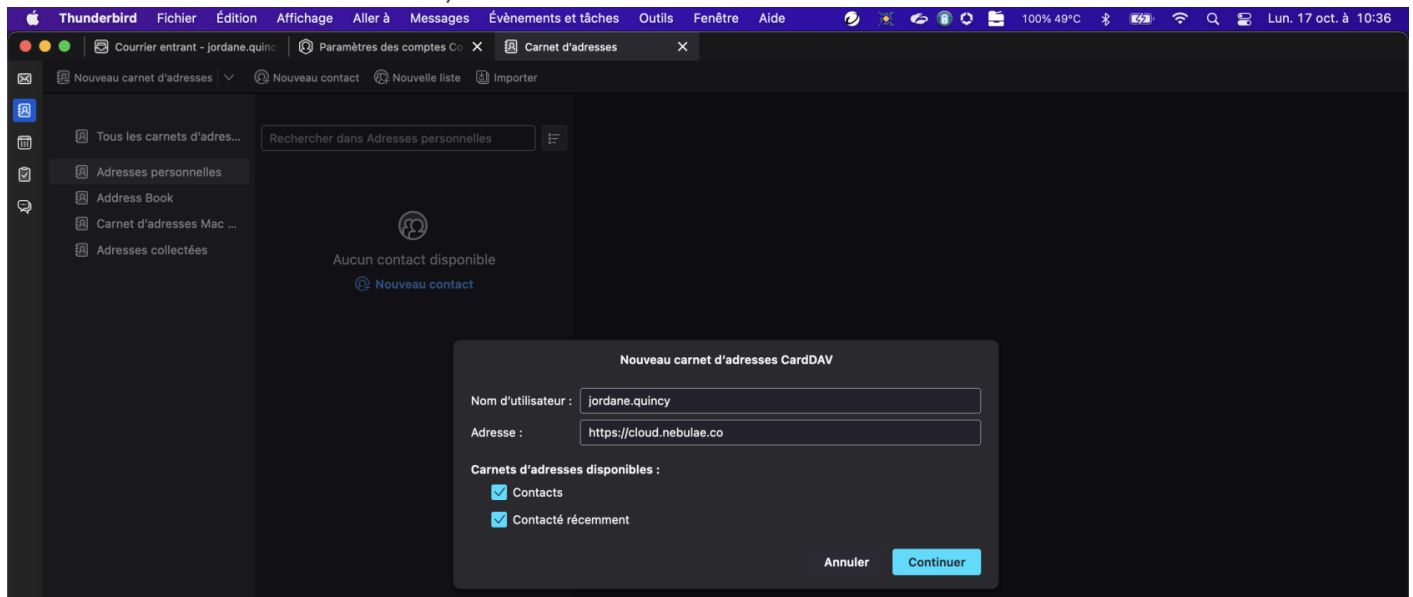 Thunderbird Fichier Édition Affichage Aller à Messages Évènements et tâches Outils Fenêtre Aide 100% 49°C Lun. 17 oct. à 10:36
Courrier entrant - jordane.quinc Paramètres des comptes Co Carnet d'adresses
Nouveau carnet d'adresses Nouveau contact Nouvelle liste Importer
Tous les carnets d'adres...
Rechercher dans Adresses personnelles
Adresses personnelles
Address Book
Carnet d'adresses Mac ...
Adresses collectées
Aucun contact disponible
Nouveau contact
Nouveau carnet d'adresses CardDAV
Nom d'utilisateur : jordane.quincy
Adresse : https://cloud.nebulae.co
Carnets d'adresses disponibles :
Contacts
Contacté récemment
Annuler Continuer